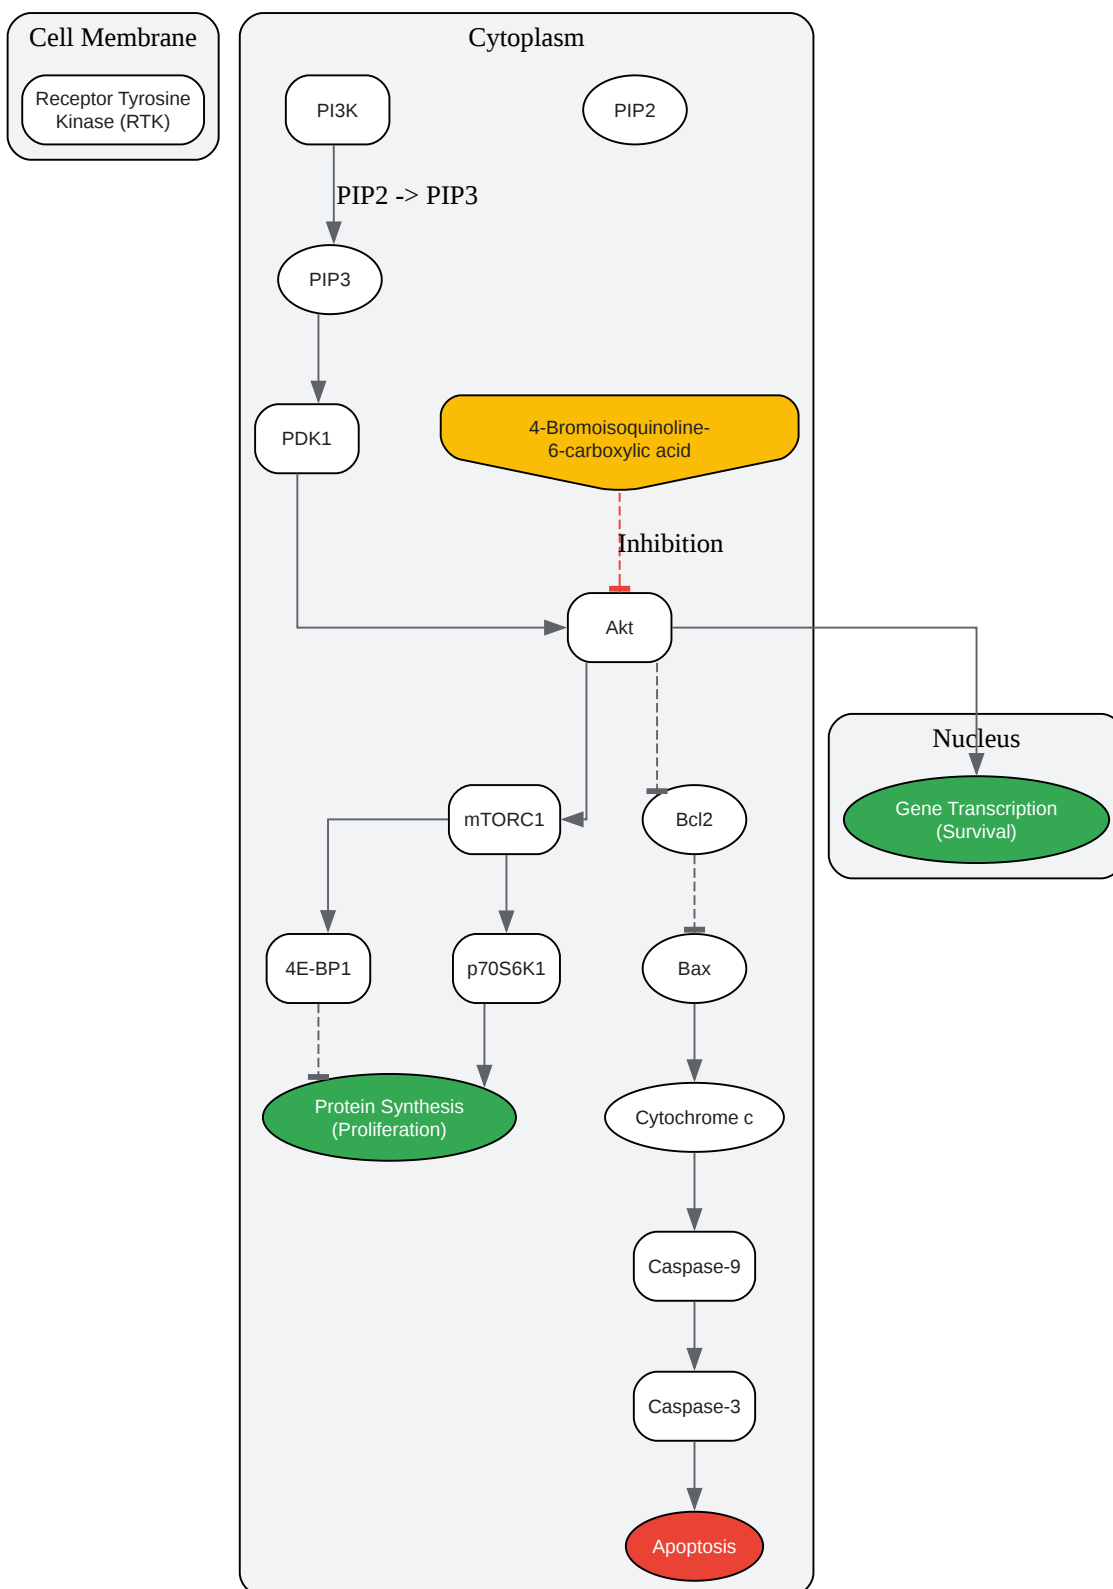 Cell Membrane
Receptor Tyrosine
Kinase (RTK)
Cytoplasm
PI3K
PIP2
PIP2 -> PIP3
PIP3
PDK1
4-Bromoisoquinoline-
6-carboxylic acid
Inhibition
Akt
Nucleus
Gene Transcription
(Survival)
mTORC1
Bcl2
4E-BP1
p70S6K1
Bax
Protein Synthesis
(Proliferation)
Cytochrome c
Caspase-9
Caspase-3
Apoptosis